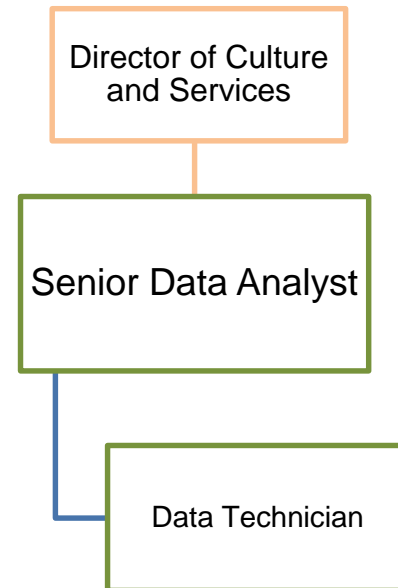 Director of Culture
and Services
Senior Data Analyst
Data Technician